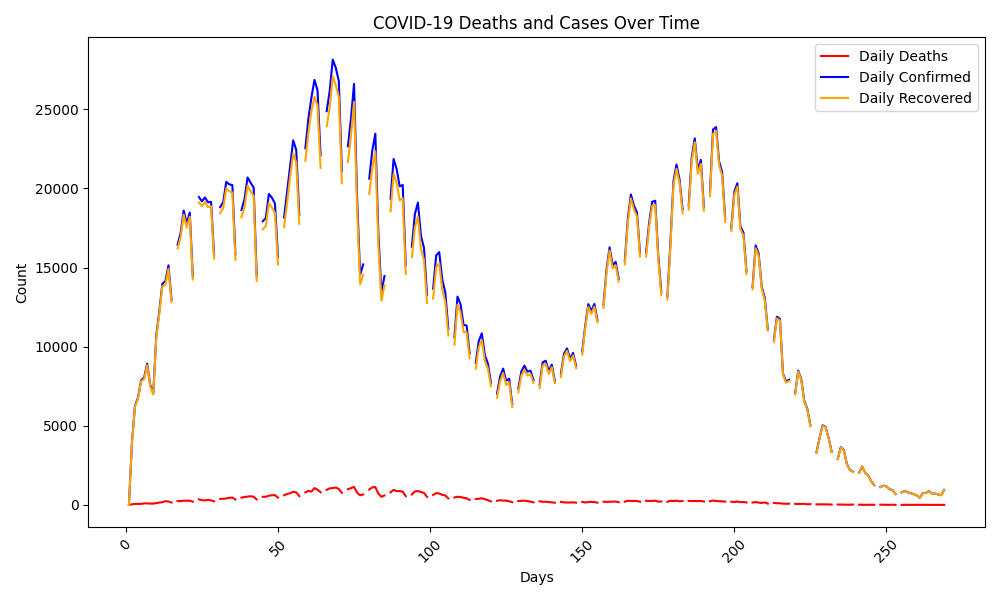 COVID-19 Deaths and Cases Over Time
Daily Deaths
Daily Confirmed
Daily Recovered
Count
25000
20000
15000
10000
5000
0
0
50
100
150
200
250
Days